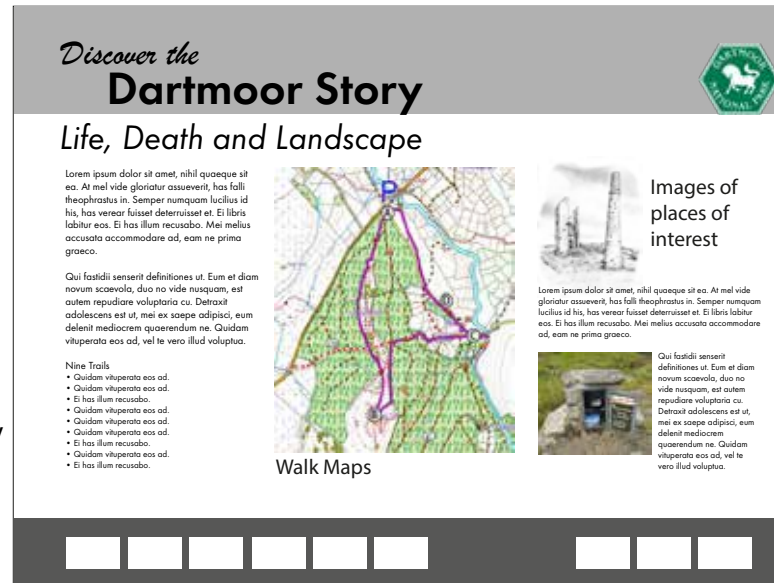 Discover the
Dartmoor Story
DARTMOOR
NATIONAL PARK
Life, Death and Landscape
Lorem ipsum dolor sit amet, nihil quaeque sit
ea. At mel vide gloriatur assueverit, has falli
theophrastus in. Semper numquam lucilius id
his, has verear fuisset deterruisset et. Ei libris
labitur eos. Ei has illum recusabo. Mei melius
accusata accommodare ad, eam ne prima
graeco.
Qui fastidii senserit definitiones ut. Eum et diam
novum scaevola, duo no vide nusquam, est
autem repudiare voluptaria cu. Detraxit
adolescens est ut, mei ex saepe adipisci, eum
delenit mediocrem quaerendum ne. Quidam
vituperata eos ad, vel te vero illud voluptua.
Nine Trails
• Quidam vituperata eos ad.
• Quidam vituperata eos ad.
• Ei has illum recusabo.
• Quidam vituperata eos ad.
• Quidam vituperata eos ad.
• Quidam vituperata eos ad.
• Ei has illum recusabo.
• Quidam vituperata eos ad.
• Ei has illum recusabo.
P
A
D
C
B
Walk Maps
Images of
places of
interest
Lorem ipsum dolor sit amet, nihil quaeque sit ea. At mel vide
gloriatur assueverit, has falli theophrastus in. Semper numquam
lucilius id his, has verear fuisset deterruisset et. Ei libris labitur
eos. Ei has illum recusabo. Mei melius accusata accommodare
ad, eam ne prima graeco.
Qui fastidii senserit
definitiones ut. Eum et diam
novum scaevola, duo no
vide nusquam, est autem
repudiare voluptaria cu.
Detraxit adolescens est ut,
mei ex saepe adipisci, eum
delenit mediocrem
quaerendum ne. Quidam
vituperata eos ad, vel te
vero illud voluptua.